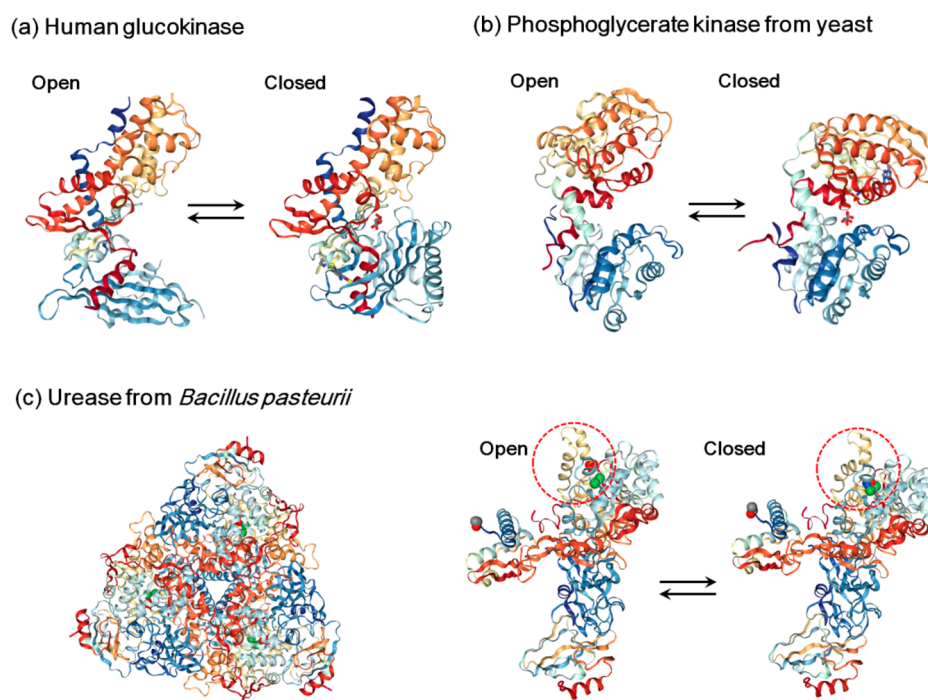 (a) Human glucokinase
(b) Phosphoglycerate kinase from yeast
Open
Closed
Open
Closed
(c) Urease from Bacillus pasteurii
Open
Closed